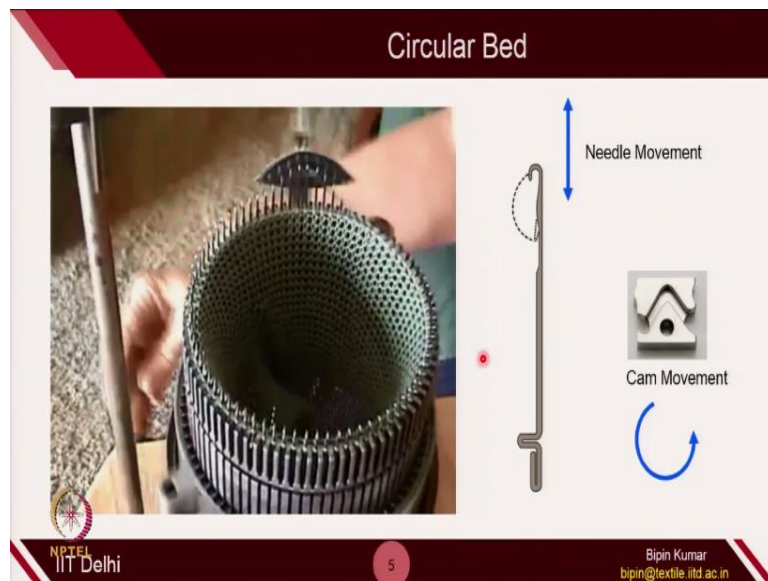 Circular Bed
Needle Movement
Cam Movement
NPTEL
IIT Delhi
5
Bipin Kumar
bipin@textile.iitd.ac.in